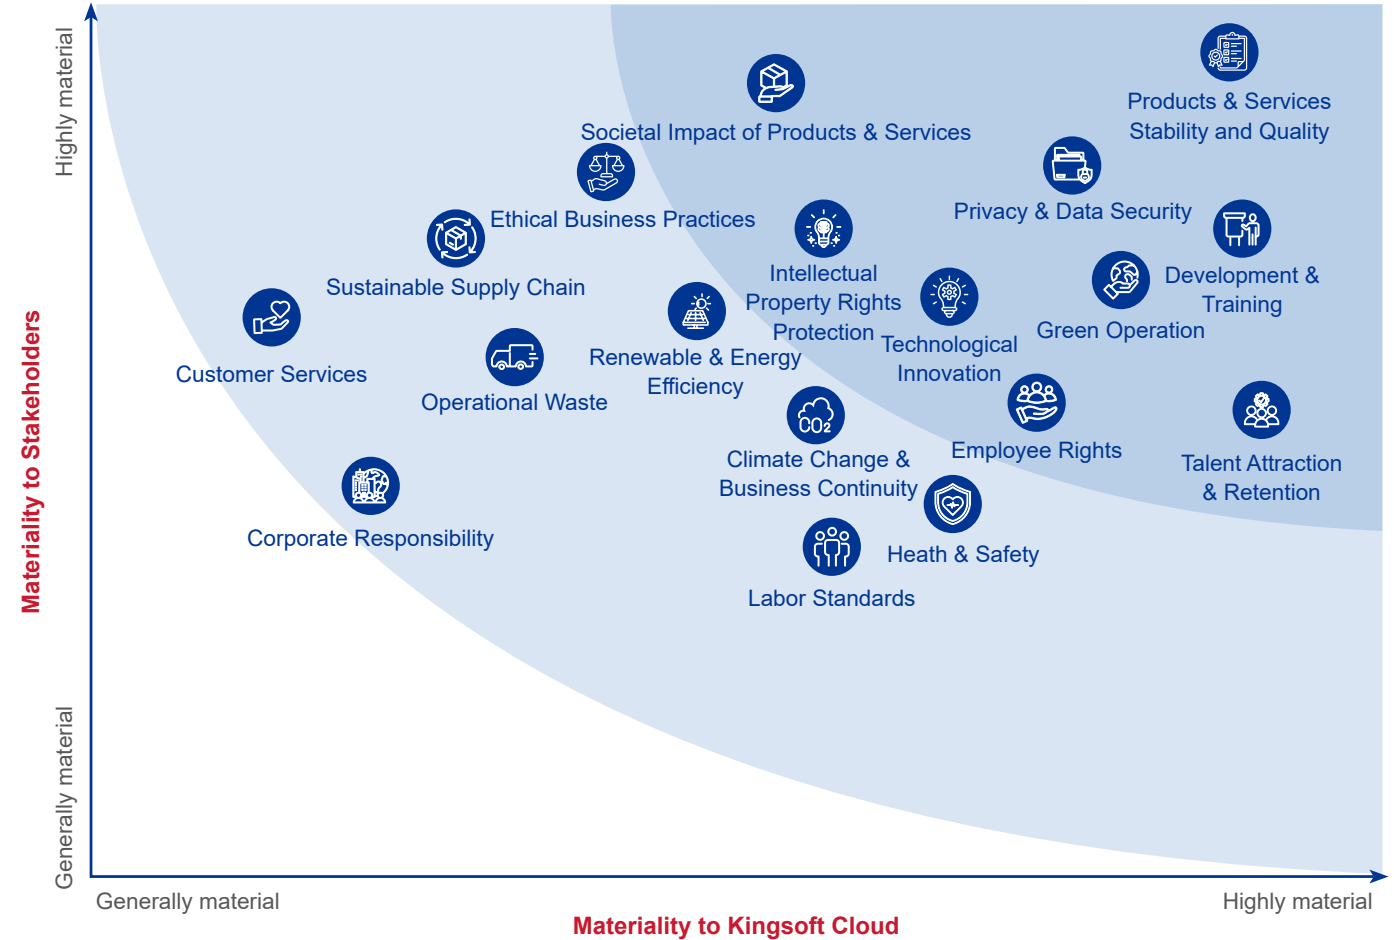 Highly material
Products & Services
Stability and Quality
Societal Impact of Products & Services
Privacy & Data Security
Ethical Business Practices
Intellectual
Property Rights
Protection
Development &
Training
Sustainable Supply Chain
Green Operation
Technological
Innovation
Renewable & Energy
Efficiency
Customer Services
Operational Waste
Employee Rights
Climate Change &
Business Continuity
CO2
Talent Attraction
& Retention
Corporate Responsibility
Heath & Safety
Labor Standards
Materiality to Stakeholders
Generally material
Generally material
Highly material
Materiality to Kingsoft Cloud